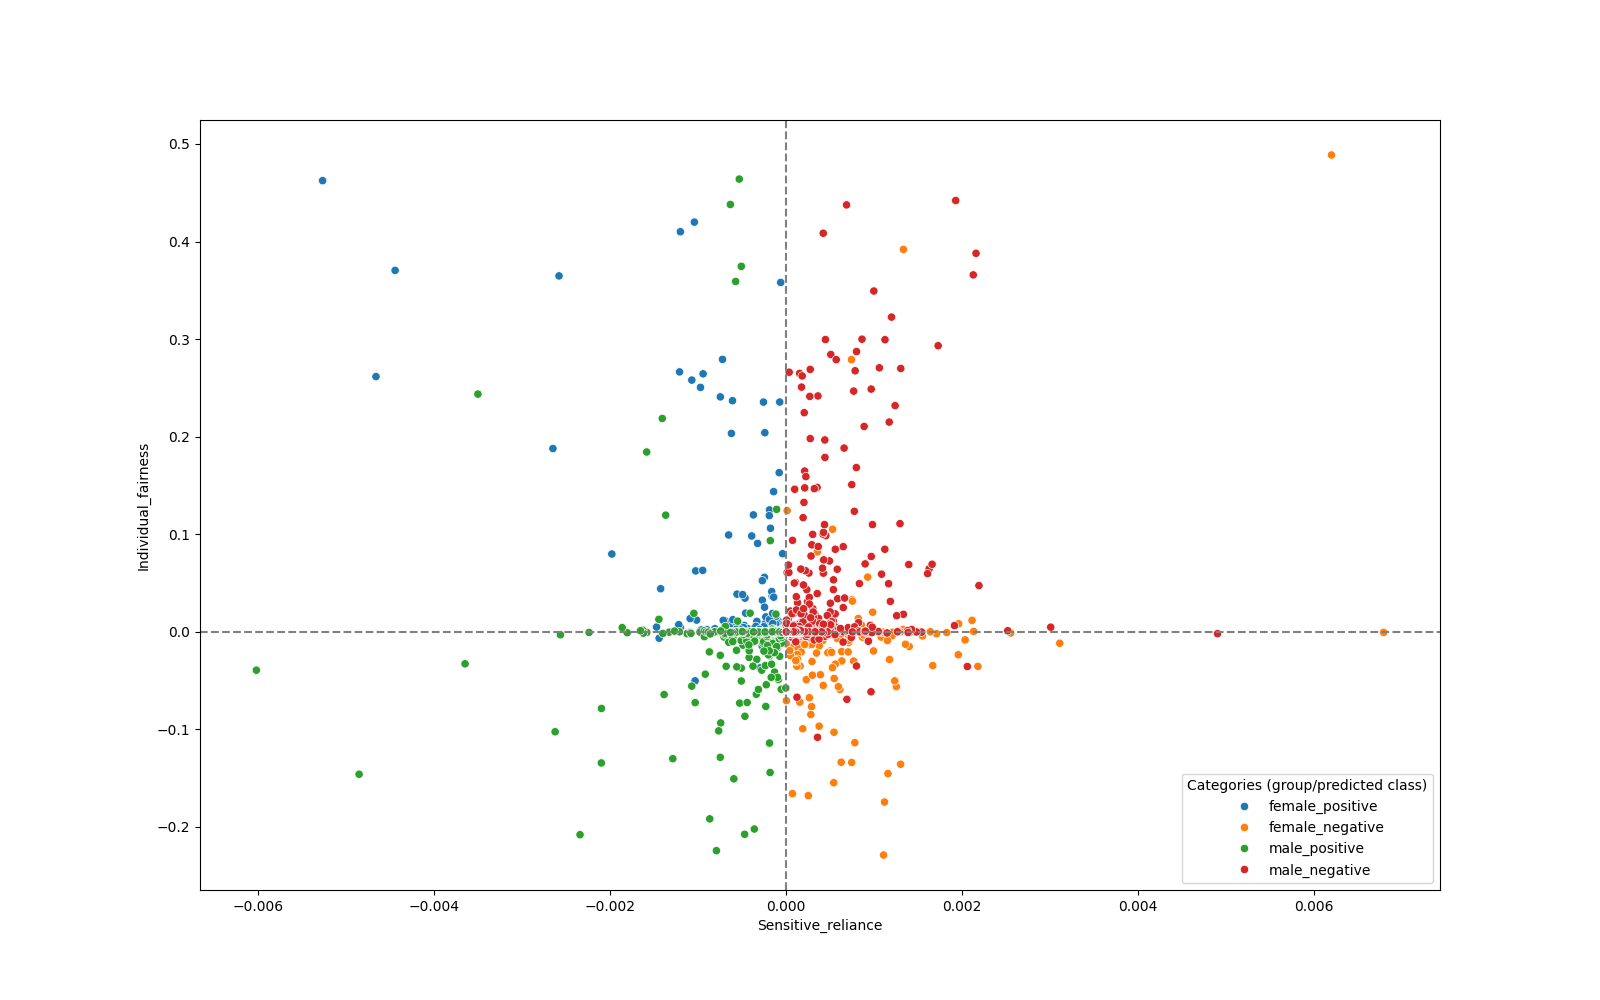 0.5
0.4
0.3
0.2
0.1
0.0
−0.1
−0.2
Individual_fairness
−0.006
−0.004
−0.002
0.000
0.002
0.004
0.006
Sensitive_reliance
Categories (group/predicted class)
female_positive
female_negative
male_positive
male_negative